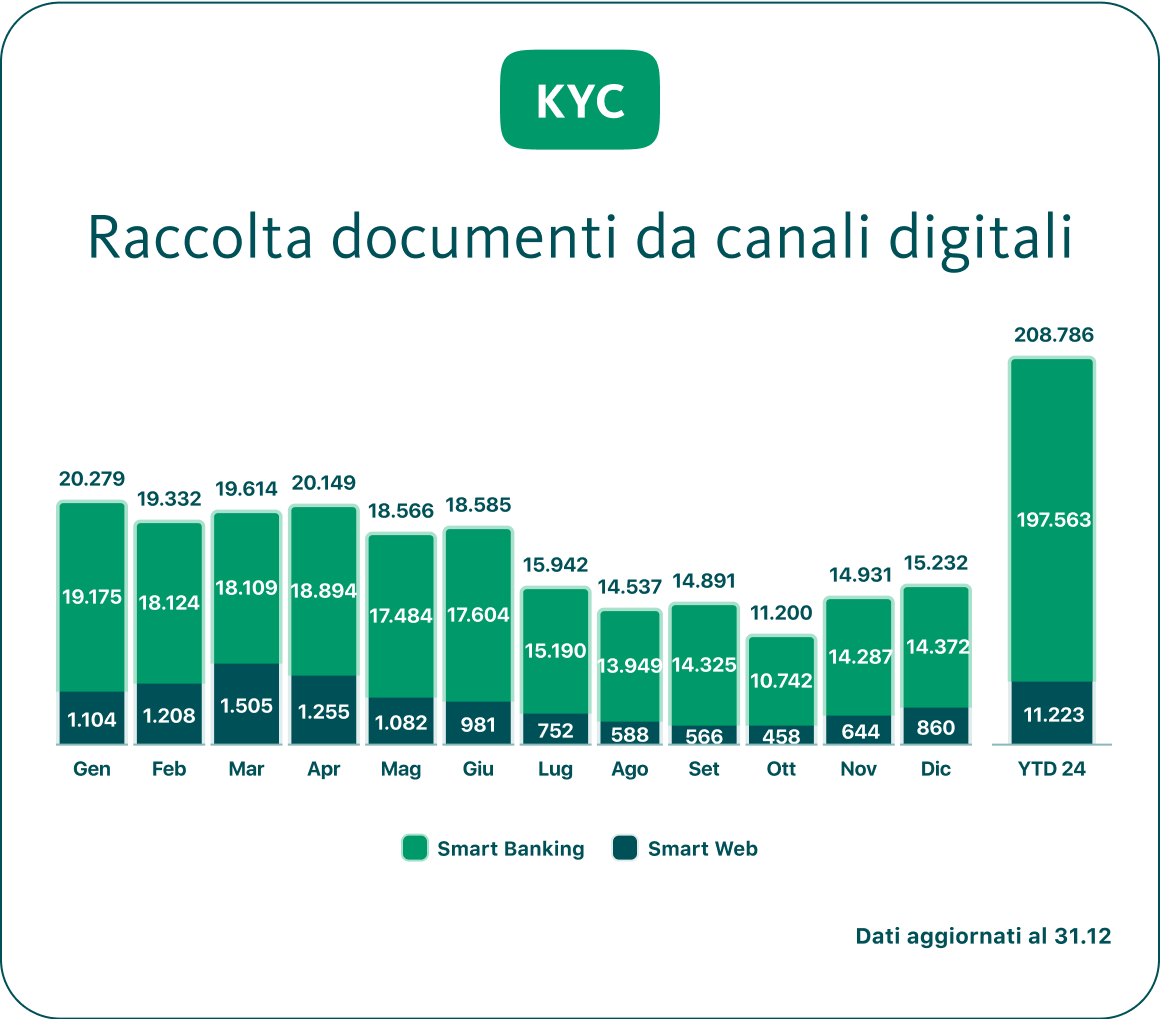 KYC
Raccolta documenti da canali digitali
208.786
20.279
19.332
19.614
20.149
18.566
18.585
15.942
14.537
14.891
11.200
14.931
15.232
197.563
19.175
18.124
18.109
18.894
17.484
17.604
15.190
13.949
14.325
10.742
14.287
14.372
1.104
1.208
1.505
1.255
1.082
981
752
588
566
458
644
860
11.223
Gen
Feb
Mar
Apr
Mag
Giu
Lug
Ago
Set
Ott
Nov
Dic
YTD 24
Smart Banking
Smart Web
Dati aggiornati al 31.12